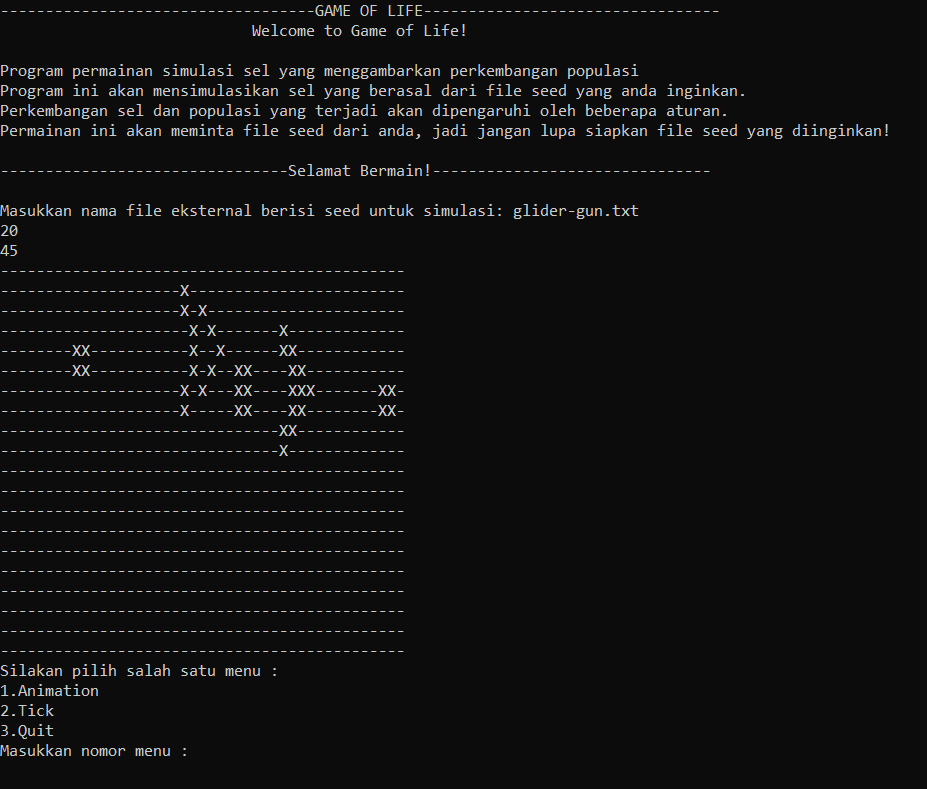 -----------------------------------GAME OF LIFE---------------------------------
Welcome to Game of Life!
Program permainan simulasi sel yang menggambarkan perkembangan populasi
Program ini akan mensimulasikan sel yang berasal dari file seed yang anda inginkan.
Perkembangan sel dan populasi yang terjadi akan dipengaruhi oleh beberapa aturan.
Permainan ini akan meminta file seed dari anda, jadi jangan lupa siapkan file seed yang diinginkan!
--------------------------------Selamat Bermain!-------------------------------
Masukkan nama file eksternal berisi seed untuk simulasi: glider-gun.txt
20
45
---------------------------------------------
--------------------X------------------------
--------------------X-X----------------------
---------------------X-X-------X-------------
--------XX-----------X--X------XX------------
--------XX-----------X-X--XX----XX-----------
--------------------X-X---XX----XXX-------XX-
--------------------X-----XX----XX--------XX-
-------------------------------XX------------
-------------------------------X-------------
---------------------------------------------
---------------------------------------------
---------------------------------------------
---------------------------------------------
---------------------------------------------
---------------------------------------------
---------------------------------------------
---------------------------------------------
---------------------------------------------
---------------------------------------------
Silakan pilih salah satu menu :
1.Animation
2.Tick
3.Quit
Masukkan nomor menu :